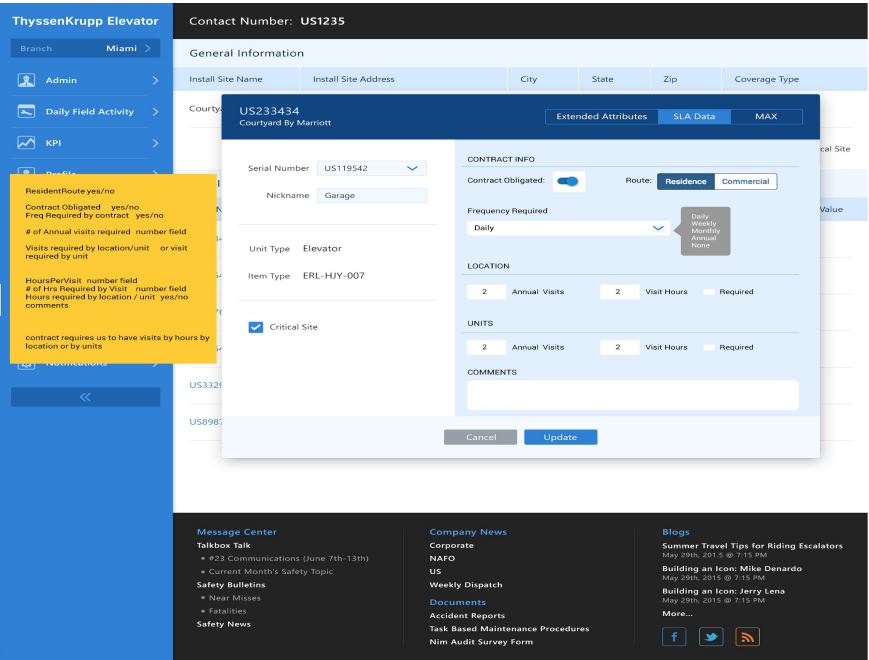 ThyssenKrupp Elevator
Contact Number: US1235
Branch Miami
General Information
Install Site Name Install Site Address City State Zip Coverage Type
Admin
Daily Field Activity
KPI
Profile
Notifications
ResidentRoute yes/no
Contract Obligated yes/no
Freq Required by contract yes/no
# of Annual visits required number field
Visits required by location/unit or visit
required by unit
HoursPerVisit number field
# of Hrs Required by Visit number field
Hours required by location / unit yes/no
comments
contract requires us to have visits by hours by
location or by units
US233434
Courtyard By Marriott
Extended Attributes SLA Data MAX
Serial Number US119542
Nickname Garage
Unit Type Elevator
Item Type ERL-HJY-007
Critical Site
CONTRACT INFO
Contract Obligated: Route: Residence Commercial
Frequency Required
Daily
Daily
Weekly
Monthly
Annual
None
LOCATION
2 Annual Visits 2 Visit Hours Required
UNITS
2 Annual Visits 2 Visit Hours Required
COMMENTS
Cancel Update
Site
Value
Message Center
Talkbox Talk
#23 Communications (June 7th-13th)
Current Month's Safety Topic
Safety Bulletins
Near Misses
Fatalities
Safety News
Company News
Corporate
NAFO
US
Weekly Dispatch
Documents
Accident Reports
Task Based Maintenance Procedures
Nim Audit Survey Form
Blogs
Summer Travel Tips for Riding Escalators
May 29th, 201.5 @ 7:15 PM
Building an Icon: Mike Denardo
May 29th, 2015 @ 7:15 PM
Building an Icon: Jerry Lena
May 29th, 2015 @ 7:15 PM
More...